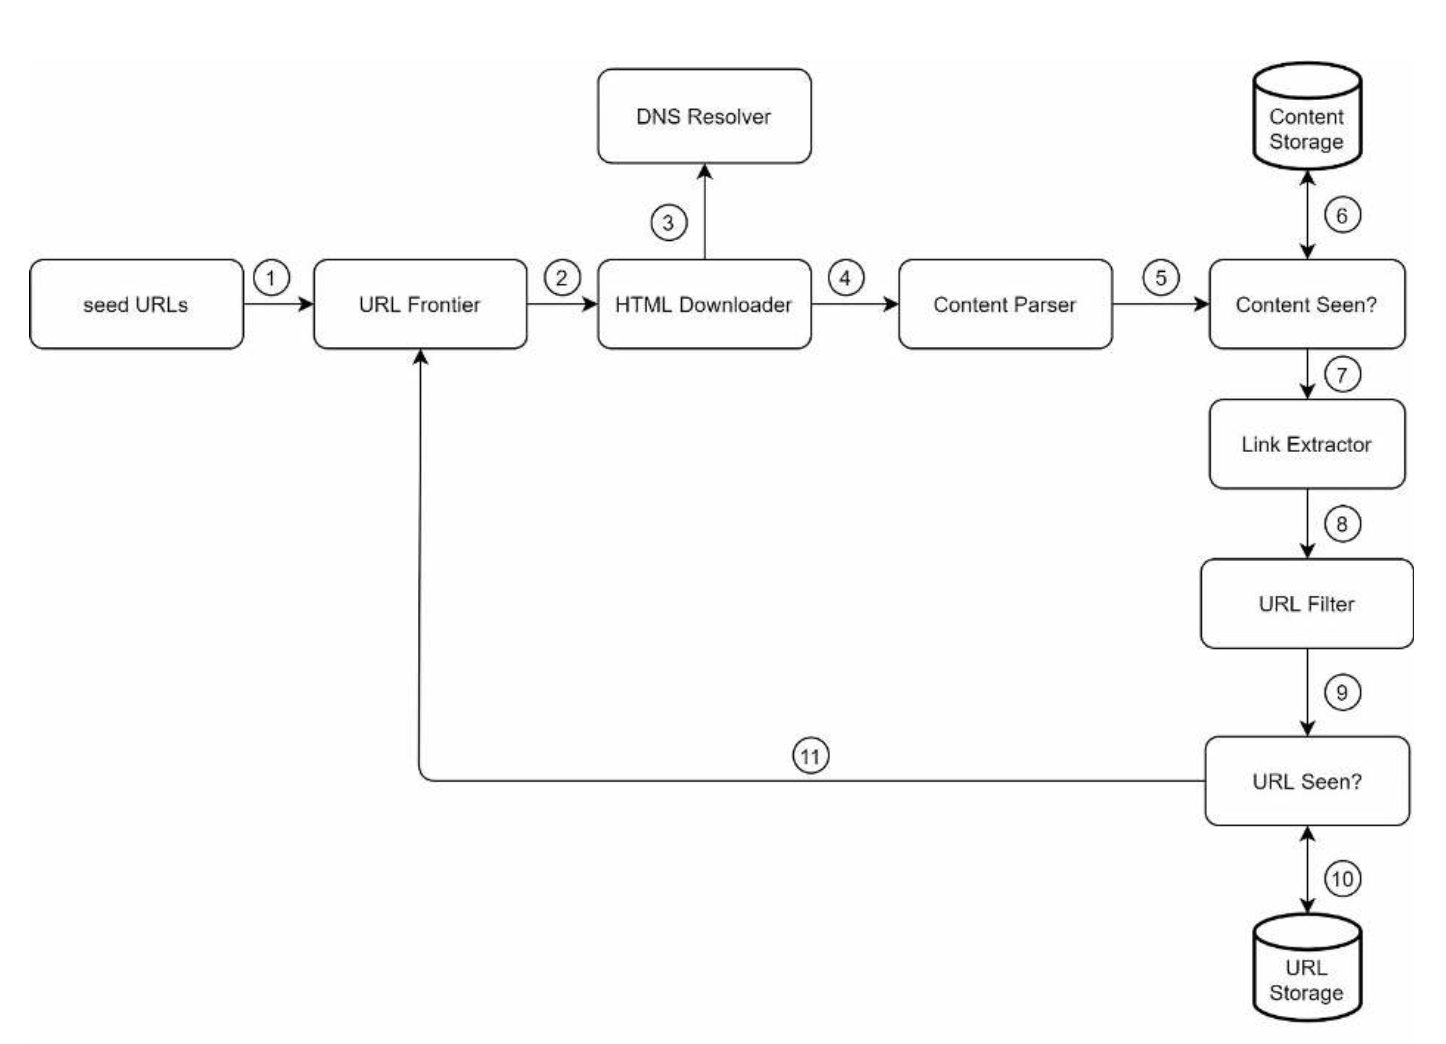 DNS Resolver
Content
Storage
3
6
1
2
4
5
seed URLs
URL Frontier
HTML Downloader
Content Parser
Content Seen?
7
Link Extractor
8
URL Filter
9
11
URL Seen?
10
URL
Storage